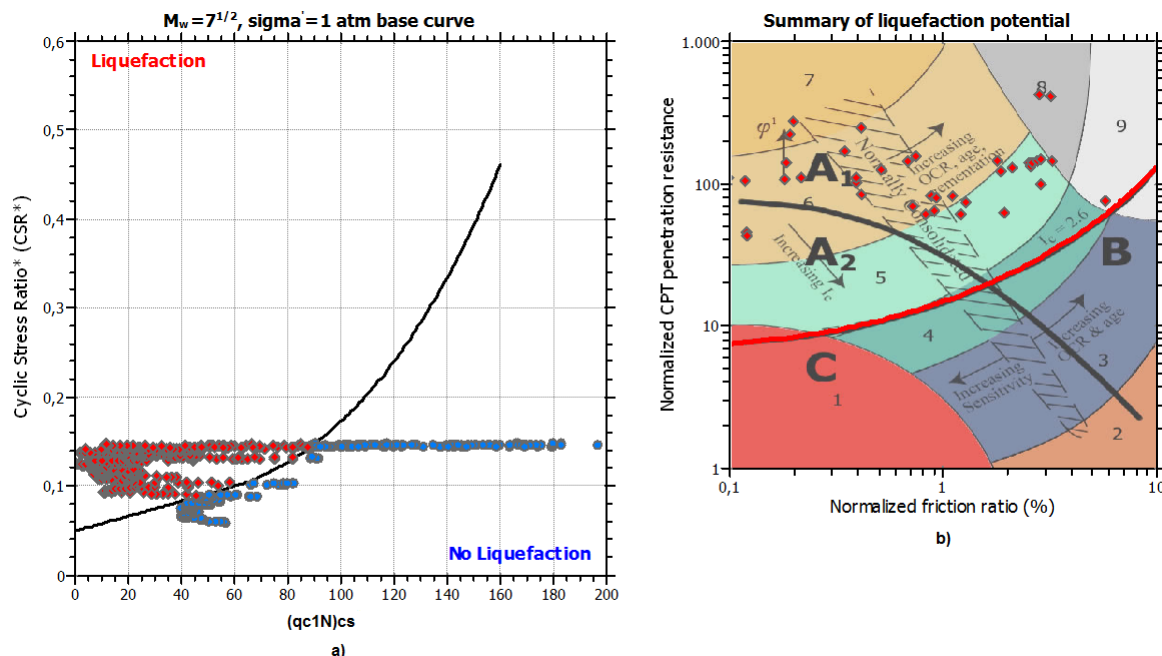 M_w=7^1/2, sigma'=1 atm base curve
Cyclic Stress Ratio* (CSR*)
0,6
0,5
0,4
0,3
0,2
0,1
0
Liquefaction
No Liquefaction
0 20 40 60 80 100 120 140 160 180 200
(qc1N)cs
a)
Summary of liquefaction potential
Normalized CPT penetration resistance
1.000
100
10
1
7
8
9
φ'
A₁
Normally Consolidated
Increasing
OCR, age,
cementation
6
A₂
Increasing I_c
5
I_c = 2.6
B
4
Increasing
OCR & age
3
C
Increasing
Sensitivity
1
2
0,1 1 10
Normalized friction ratio (%)
b)